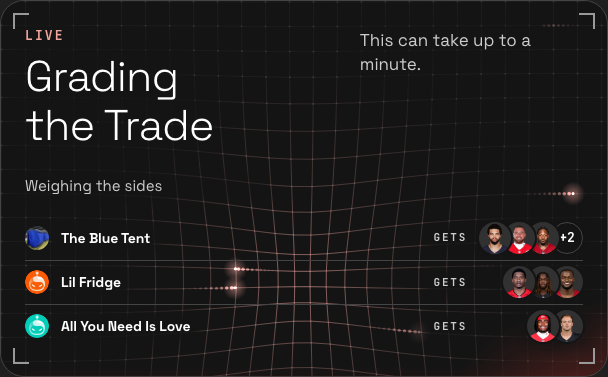 LIVE
Grading
the Trade
This can take up to a
minute.
Weighing the sides
The Blue Tent GETS +2
Lil Fridge GETS
All You Need Is Love GETS